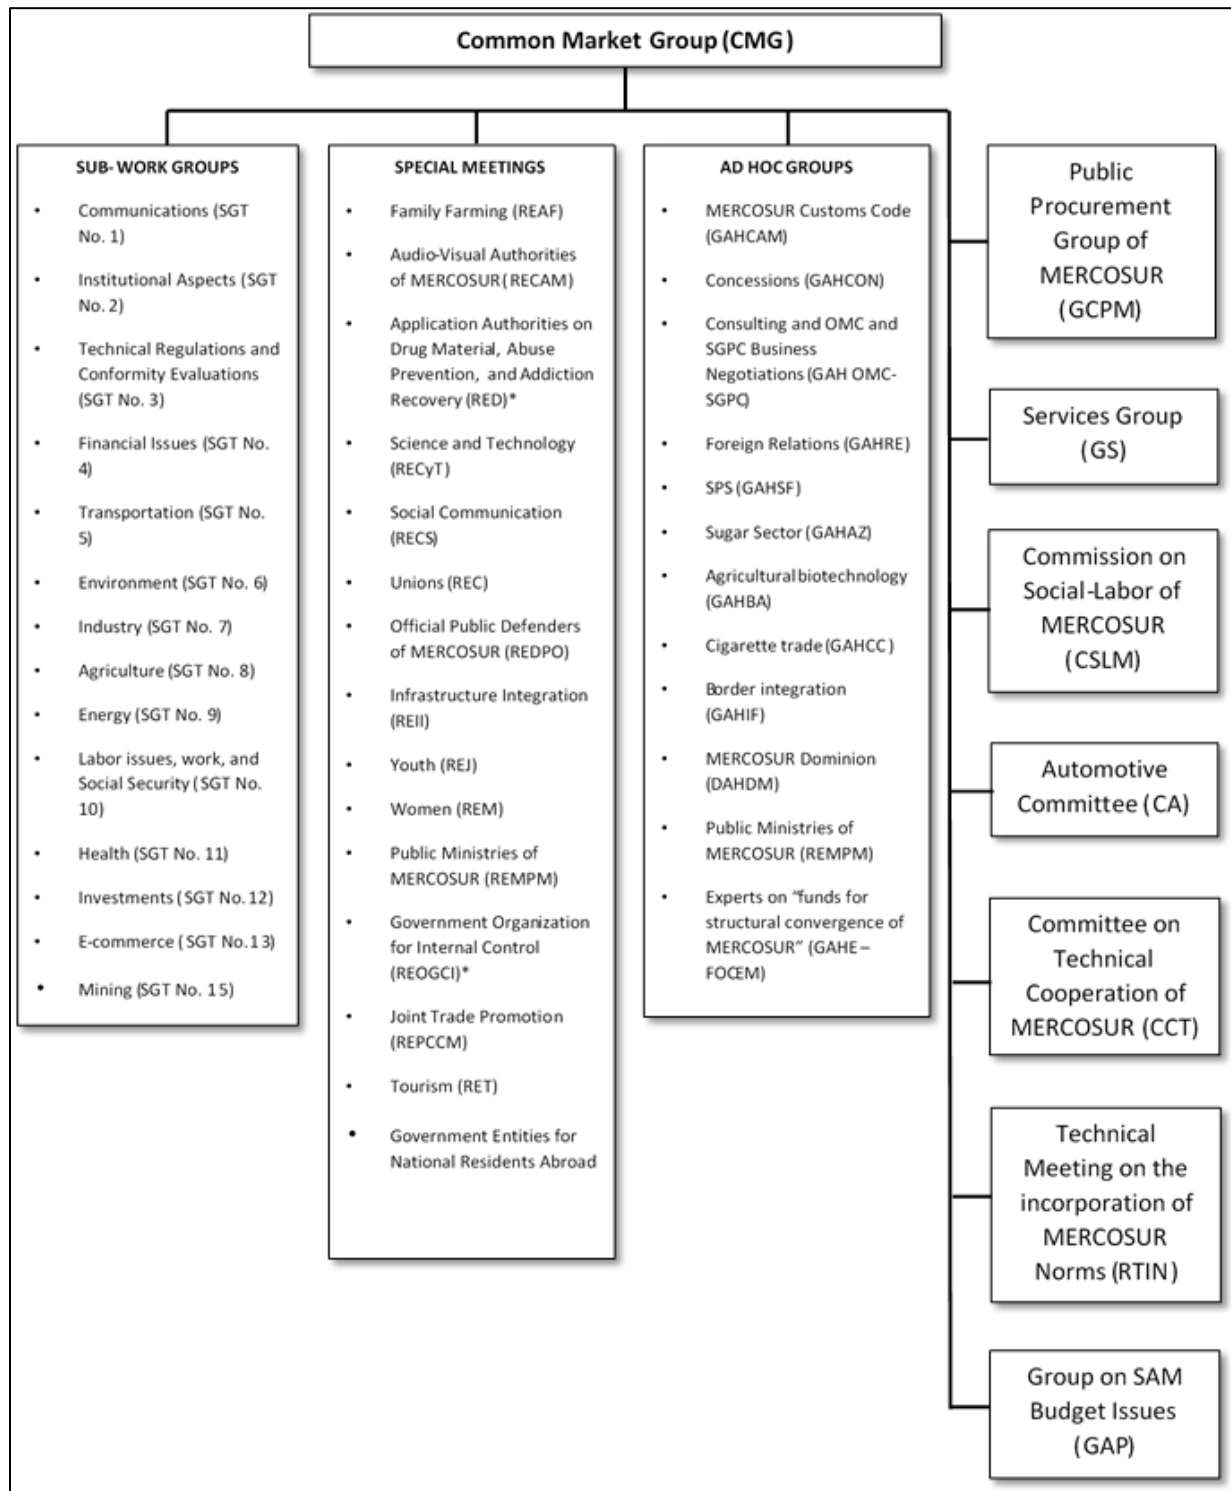 Common Market Group (CMG)
SUB- WORK GROUPS
• Communications (SGT
No. 1)
• Institutional Aspects (SGT
No. 2)
• Technical Regulations and
Conformity Evaluations
(SGT No. 3)
• Financial Issues (SGT No.
4)
• Transportation (SGT No.
5)
• Environment (SGT No. 6)
• Industry (SGT No. 7)
• Agriculture (SGT No. 8)
• Energy (SGT No. 9)
• Labor issues, work, and
Social Security (SGT No.
10)
• Health (SGT No. 11)
• Investments (SGT No. 12)
• E-commerce (SGT No.13)
• Mining (SGT No. 15)
SPECIAL MEETINGS
• Family Farming (REAF)
• Audio-Visual Authorities
of MERCOSUR (RECAM)
• Application Authorities on
Drug Material, Abuse
Prevention, and Addiction
Recovery (RED)*
• Science and Technology
(RECyT)
• Social Communication
(RECS)
• Unions (REC)
• Official Public Defenders
of MERCOSUR (REDPO)
• Infrastructure Integration
(REII)
• Youth (REJ)
• Women (REM)
• Public Ministries of
MERCOSUR (REMPM)
• Government Organization
for Internal Control
(REOGCI)*
• Joint Trade Promotion
(REPCCM)
• Tourism (RET)
• Government Entities for
National Residents Abroad
AD HOC GROUPS
• MERCOSUR Customs Code
(GAHCAM)
• Concessions (GAHCON)
• Consulting and OMC and
SGPC Business
Negotiations (GAH OMC-
SGPC)
• Foreign Relations (GAHRE)
• SPS (GAHSF)
• Sugar Sector (GAHAZ)
• Agricultural biotechnology
(GAHBA)
• Cigarette trade (GAHCC)
• Border integration
(GAHIF)
• MERCOSUR Dominion
(DAHDM)
• Public Ministries of
MERCOSUR (REMPM)
• Experts on “funds for
structural convergence of
MERCOSUR” (GAHE –
FOCEM)
Public
Procurement
Group of
MERCOSUR
(GCPM)
Services Group
(GS)
Commission on
Social-Labor of
MERCOSUR
(CSLM)
Automotive
Committee (CA)
Committee on
Technical
Cooperation of
MERCOSUR (CCT)
Technical
Meeting on the
incorporation of
MERCOSUR
Norms (RTIN)
Group on SAM
Budget Issues
(GAP)